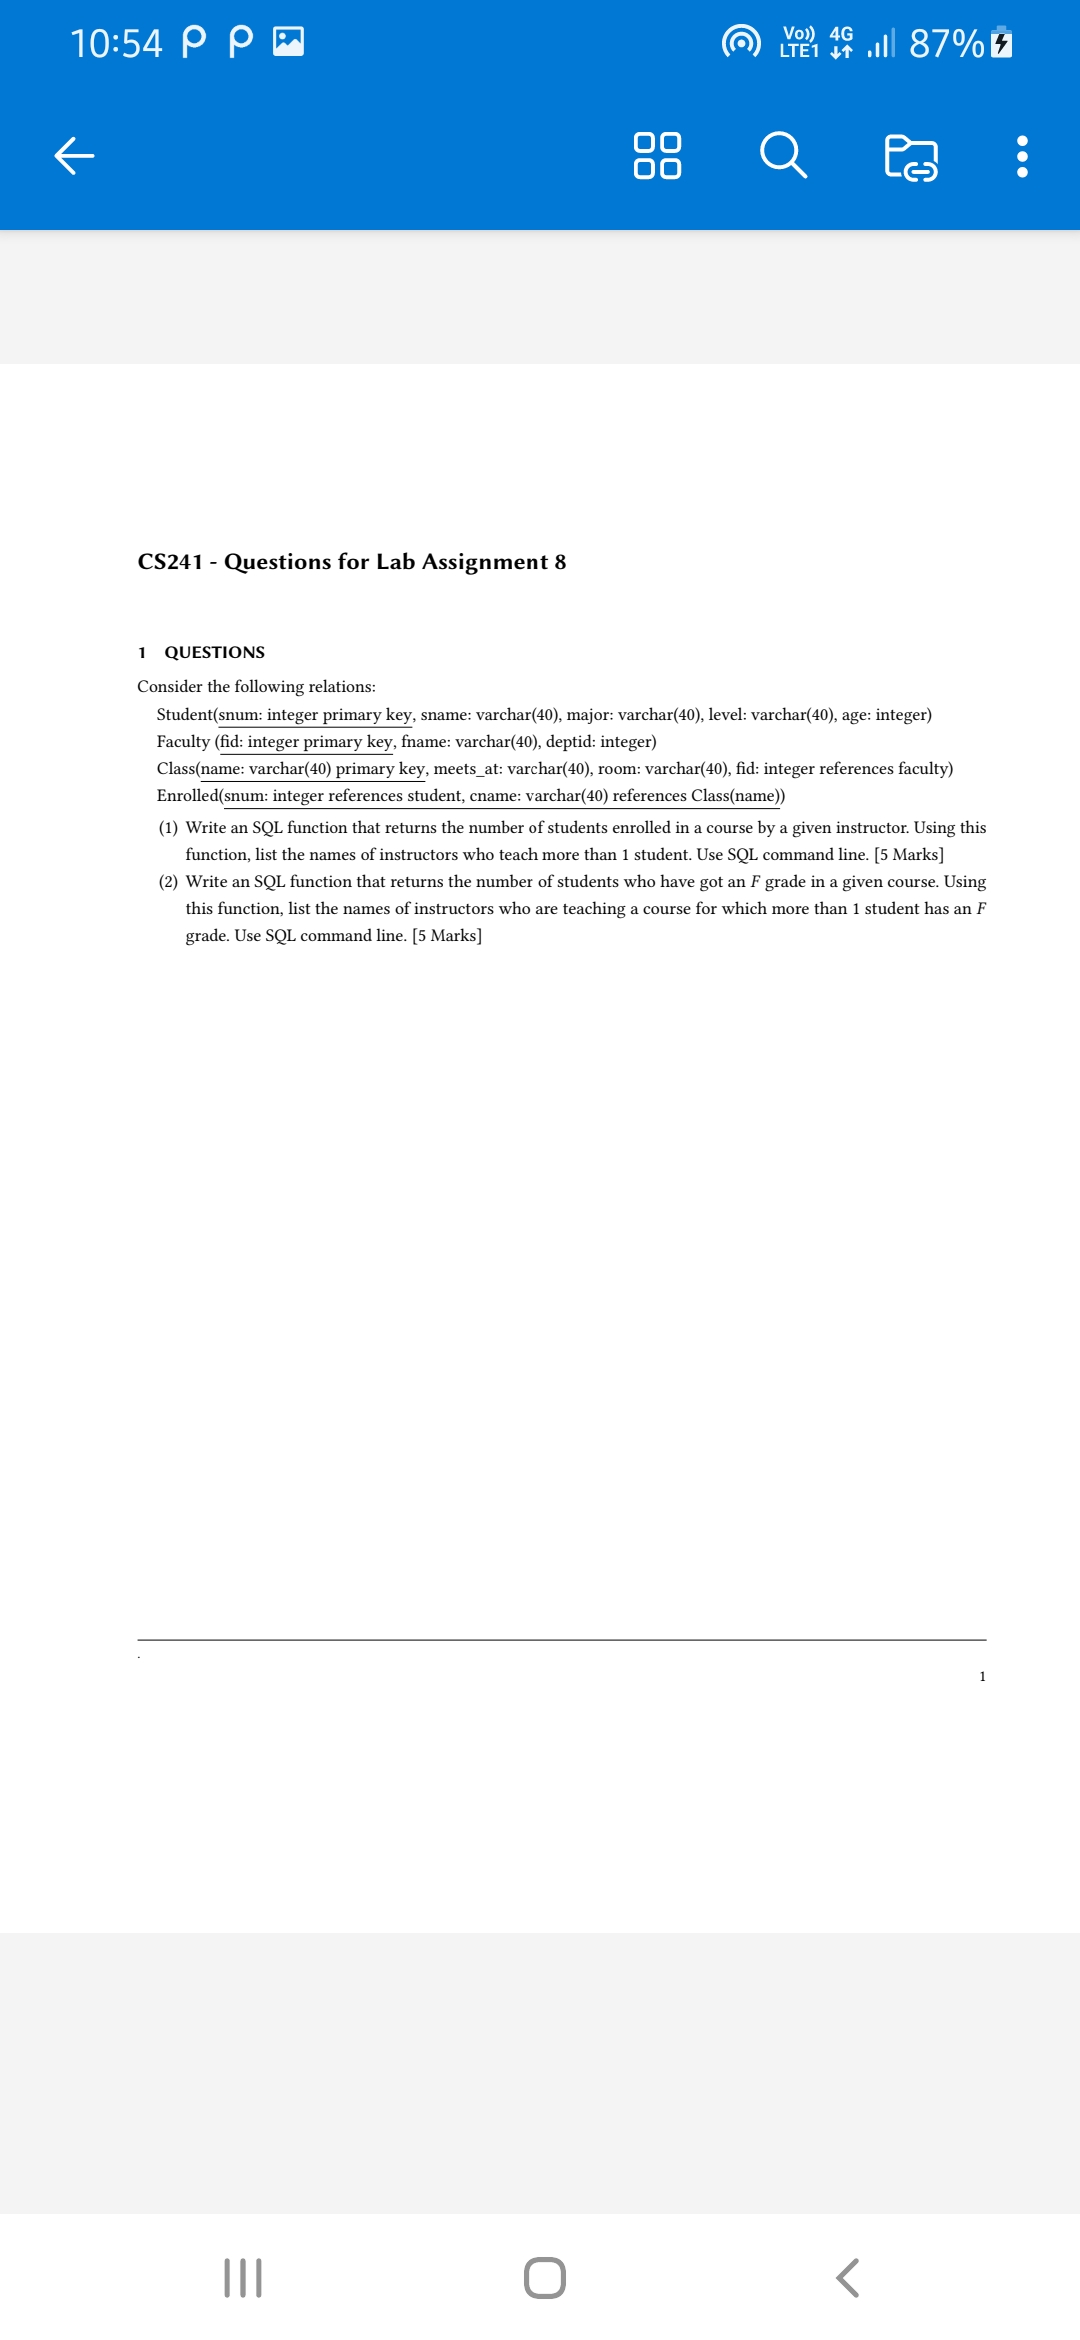 10:54
Vo)) 4G
LTE1
87%
CS241 - Questions for Lab Assignment 8
1 QUESTIONS
Consider the following relations:
Student(snum: integer primary key, sname: varchar(40), major: varchar(40), level: varchar(40), age: integer)
Faculty (fid: integer primary key, fname: varchar(40), deptid: integer)
Class(name: varchar(40) primary key, meets_at: varchar(40), room: varchar(40), fid: integer references faculty)
Enrolled(snum: integer references student, cname: varchar(40) references Class(name))
(1) Write an SQL function that returns the number of students enrolled in a course by a given instructor. Using this
function, list the names of instructors who teach more than 1 student. Use SQL command line. [5 Marks]
(2) Write an SQL function that returns the number of students who have got an F grade in a given course. Using
this function, list the names of instructors who are teaching a course for which more than 1 student has an F
grade. Use SQL command line. [5 Marks]
.
1